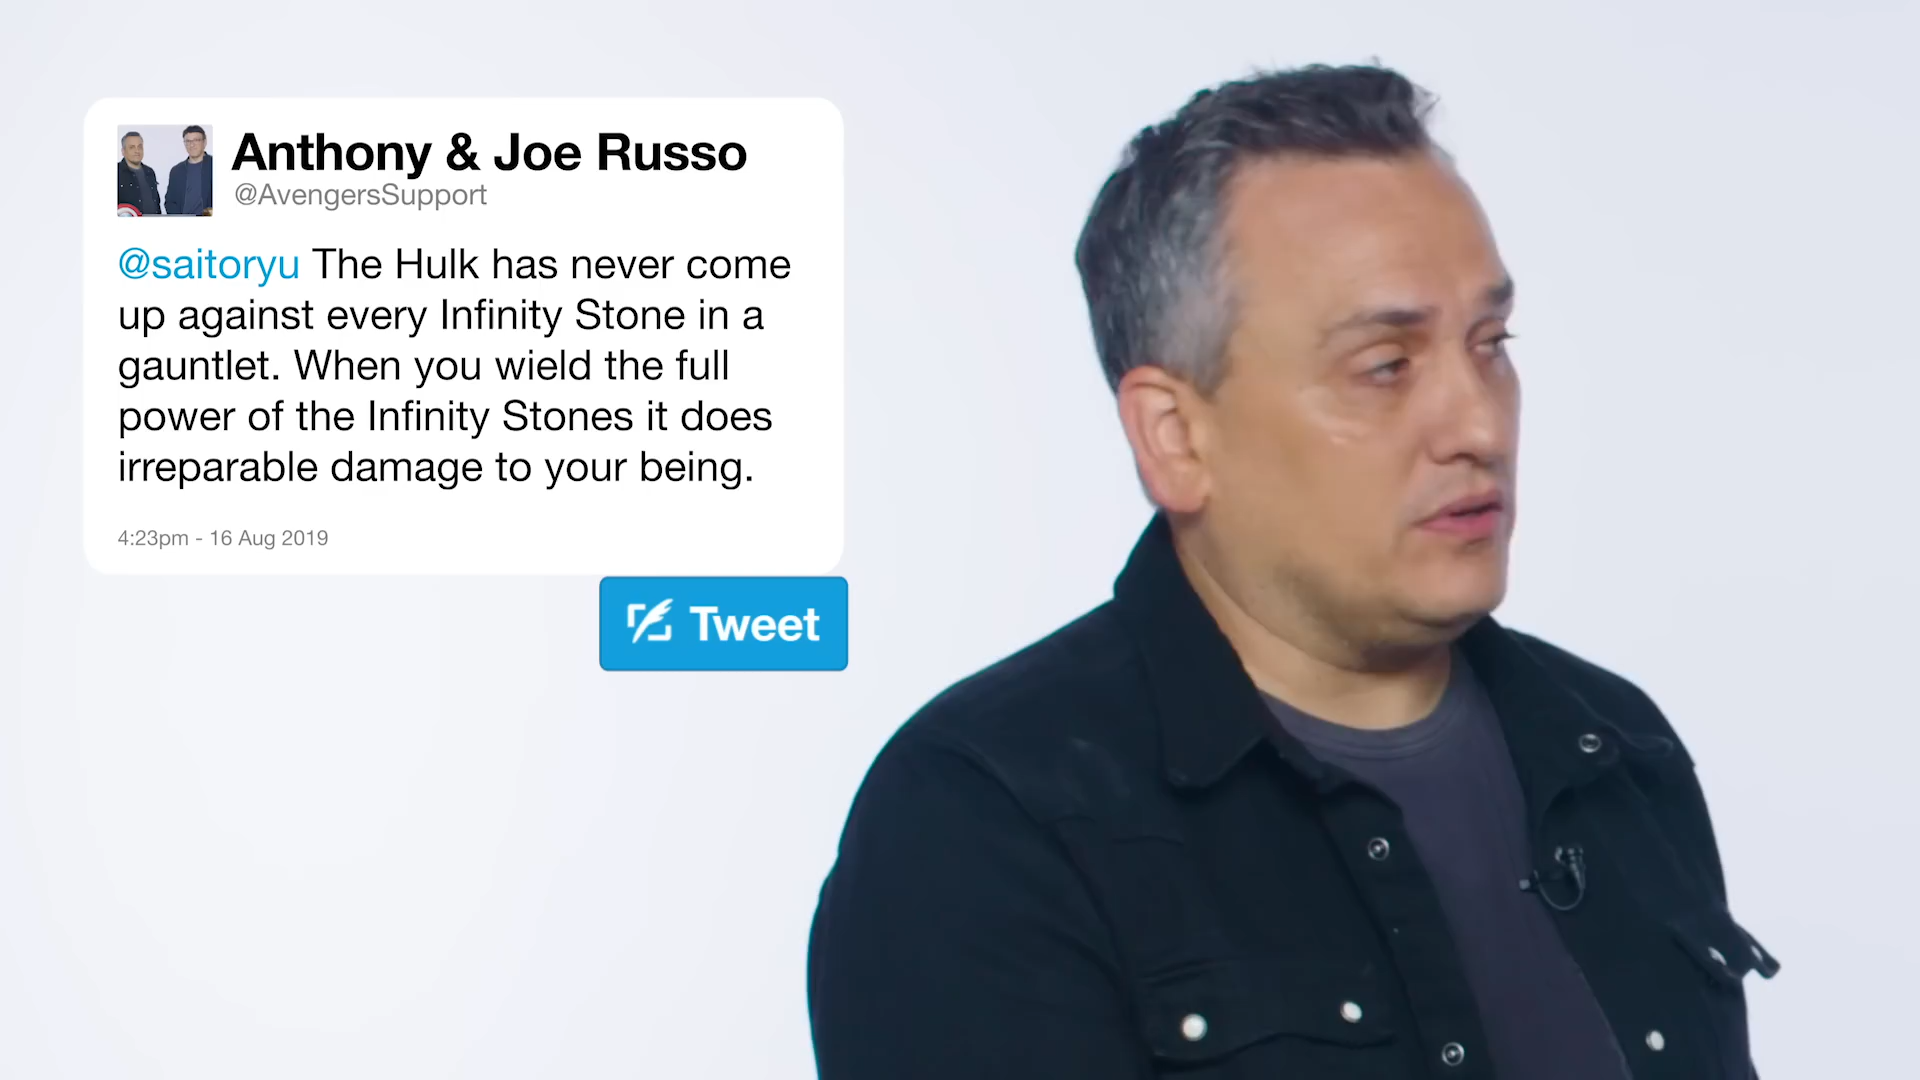 Anthony & Joe Russo
@AvengersSupport
@saitoryu The Hulk has never come
up against every Infinity Stone in a
gauntlet. When you wield the full
power of the Infinity Stones it does
irreparable damage to your being.
4:23pm - 16 Aug 2019
Tweet